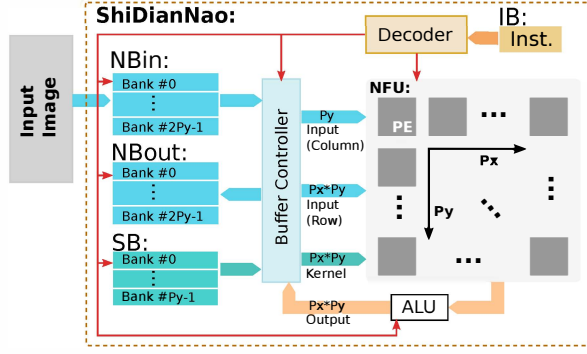 ShiDianNao:
IB:
Decoder
Inst.
Input
Image
NBin:
Bank #0
Bank #2Py-1
NBout:
Bank #0
Bank #2Py-1
SB:
Bank #0
Bank #Py-1
Buffer Controller
Py
Input
(Column)
Px*Py
Input
(Row)
Px*Py
Kernel
NFU:
PE
Px
Py
Px*Py
Output
ALU